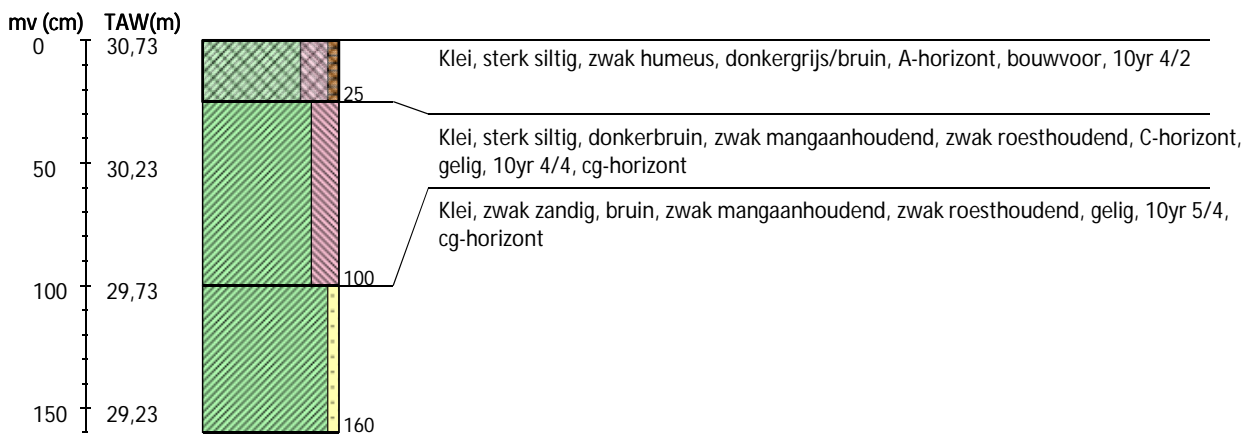 mv (cm) TAW(m)
0 30,73
Klei, sterk siltig, zwak humeus, donkergrijs/bruin, A-horizont, bouwvoor, 10yr 4/2
25
Klei, sterk siltig, donkerbruin, zwak mangaanhoudend, zwak roesthoudend, C-horizont,
gelig, 10yr 4/4, cg-horizont
50 30,23
Klei, zwak zandig, bruin, zwak mangaanhoudend, zwak roesthoudend, gelig, 10yr 5/4,
cg-horizont
100
100 29,73
150 29,23
160